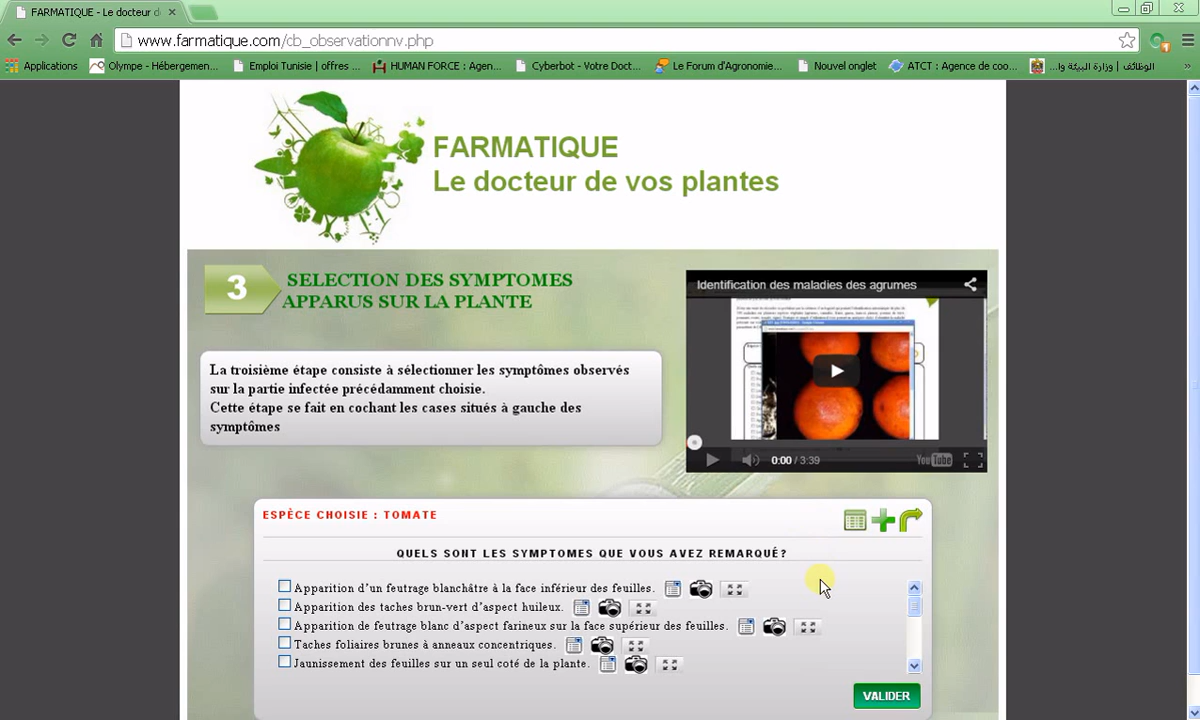 FARMATIQUE - Le docteur d
www.farmatique.com/cb_observationnv.php
Applications
Olympe - Hébergemen...
Emploi Tunisie | offres ...
HUMAN FORCE : Agen...
Cyberbot - Votre Doct...
Le Forum d'Agronomie...
Nouvel onglet
ATCT : Agence de coo...
الوظائف | وزارة البيئة وا...
»
FARMATIQUE
Le docteur de vos plantes
3
SELECTION DES SYMPTOMES
APPARUS SUR LA PLANTE
Identification des maladies des agrumes
La troisième étape consiste à sélectionner les symptômes observés
sur la partie infectée précédamment choisie.
Cette étape se fait en cochant les cases situés à gauche des
symptômes
0:00 / 3:39
YouTube
ESPÈCE CHOISIE : TOMATE
QUELS SONT LES SYMPTOMES QUE VOUS AVEZ REMARQUÉ?
Apparition d'un feutrage blanchâtre à la face inférieur des feuilles.
Apparition des taches brun-vert d'aspect huileux.
Apparition de feutrage blanc d'aspect farineux sur la face supérieur des feuilles.
Taches foliaires brunes à anneaux concentriques.
Jaunissement des feuilles sur un seul coté de la plante.
VALIDER